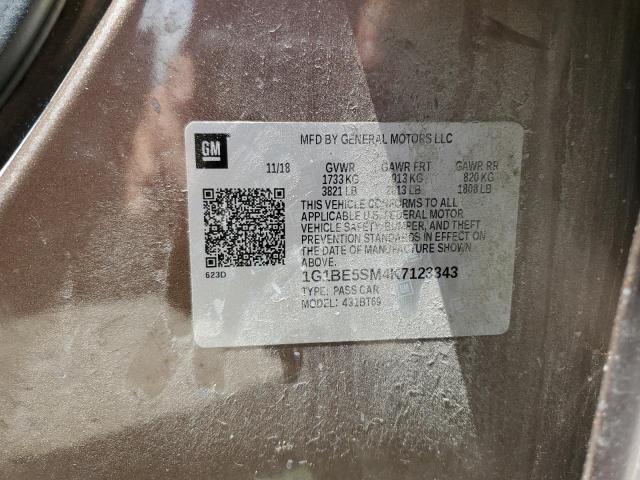 GM
MFD BY GENERAL MOTORS LLC
11/18 GVWR GAWR FRT GAWR RR
1733 KG 913 KG 820 KG
3821 LB 2013 LB 1808 LB
THIS VEHICLE CONFORMS TO ALL
APPLICABLE U.S. FEDERAL MOTOR
VEHICLE SAFETY, BUMPER, AND THEFT
PREVENTION STANDARDS IN EFFECT ON
THE DATE OF MANUFACTURE SHOWN
ABOVE.
623D
1G1BE5SM4K7123343
TYPE: PASS CAR
MODEL: 431BT69